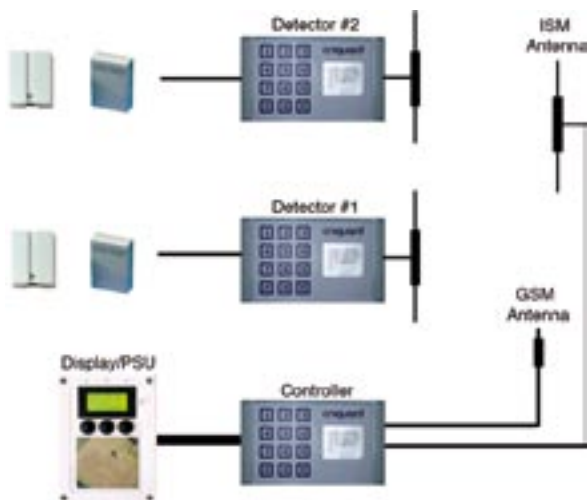 Detector #2
ISM
Antenna
Detector #1
GSM
Antenna
Display/PSU
Controller